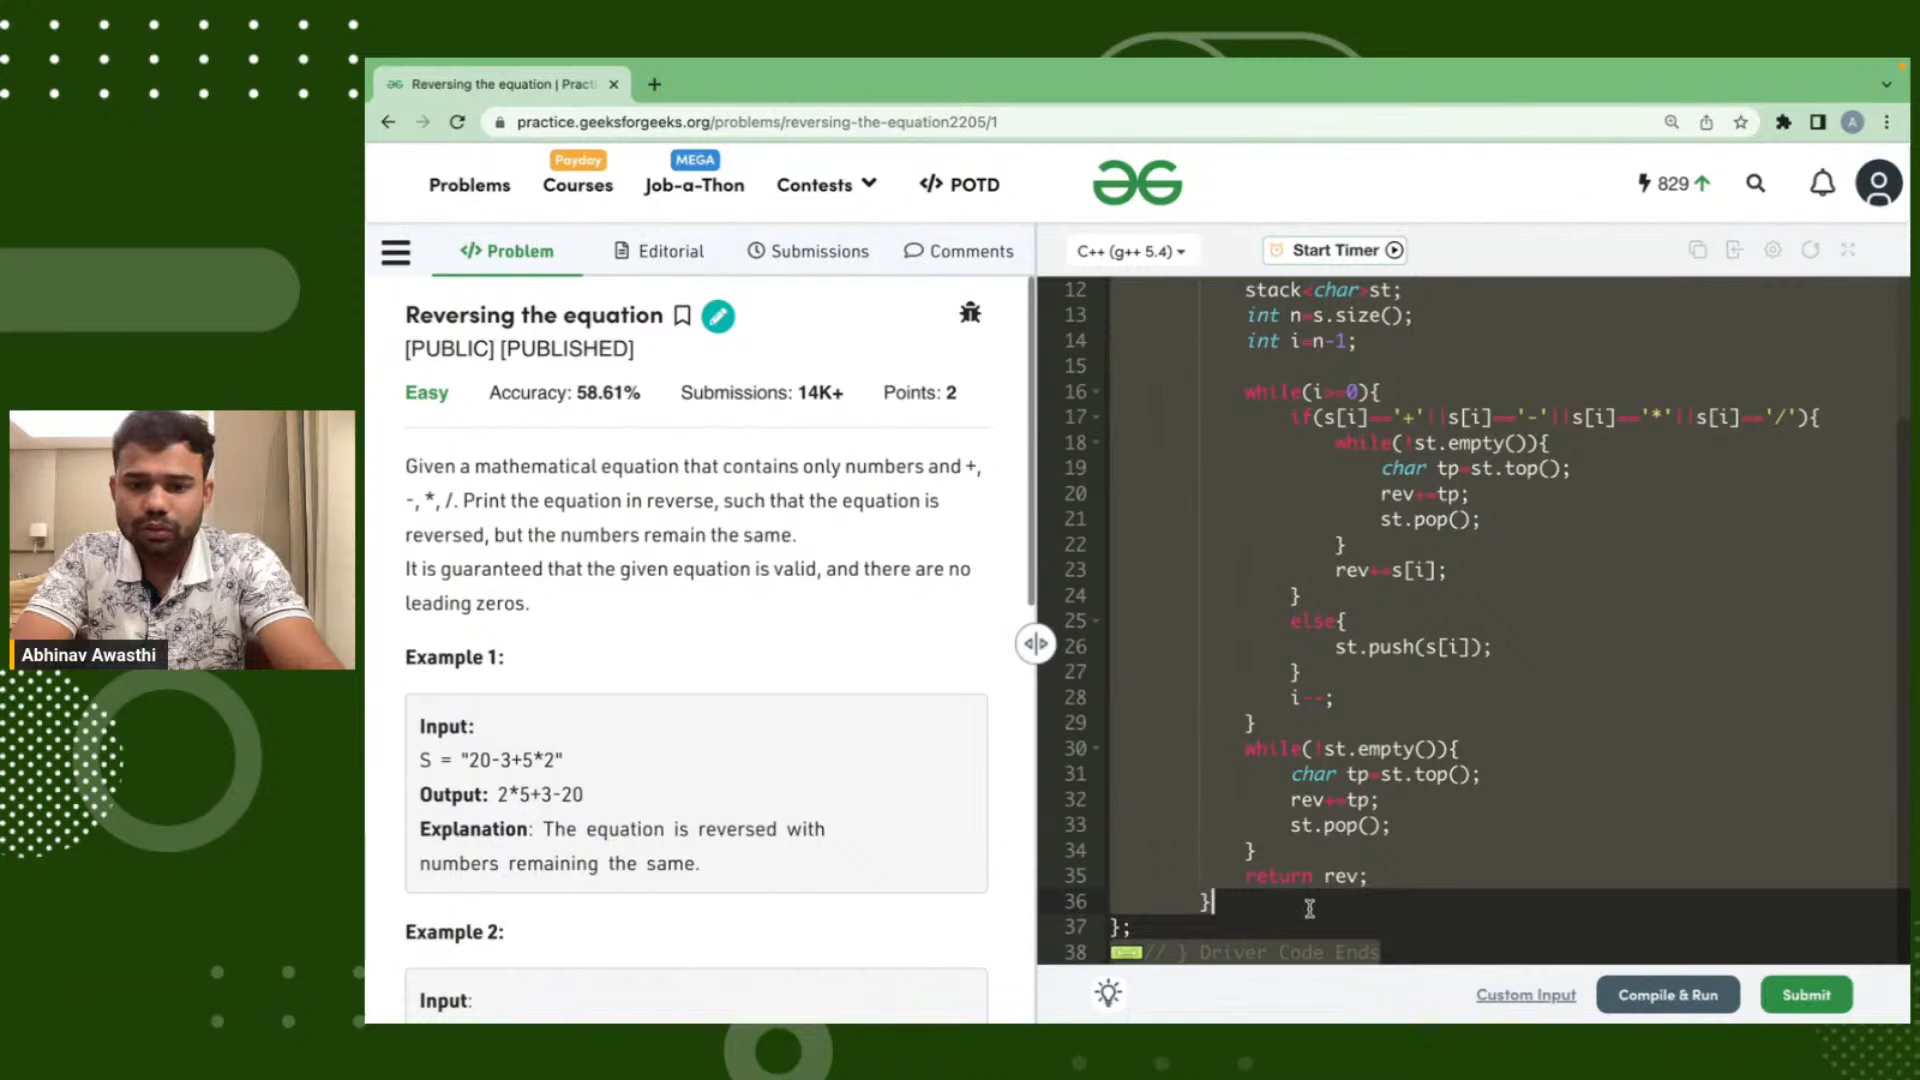 Reversing the equation | Practi
practice.geeksforgeeks.org/problems/reversing-the-equation2205/1
A
Payday
MEGA
Problems
Courses
Job-a-Thon
Contests
</> POTD
829
</> Problem
Editorial
Submissions
Comments
C++ (g++ 5.4)
Start Timer
Reversing the equation
[PUBLIC] [PUBLISHED]
Easy
Accuracy: 58.61%
Submissions: 14K+
Points: 2
Given a mathematical equation that contains only numbers and +,
-, *, /. Print the equation in reverse, such that the equation is
reversed, but the numbers remain the same.
It is guaranteed that the given equation is valid, and there are no
leading zeros.
Example 1:
Input:
S = "20-3+5*2"
Output: 2*5+3-20
Explanation: The equation is reversed with
numbers remaining the same.
Example 2:
Input:
12 stack<char>st;
13 int n=s.size();
14 int i=n-1;
15
16 while(i>=0){
17 if(s[i]=='+'||s[i]=='-'||s[i]=='*'||s[i]=='/'){
18 while(!st.empty()){
19 char tp=st.top();
20 rev+=tp;
21 st.pop();
22 }
23 rev+=s[i];
24 }
25 else{
26 st.push(s[i]);
27 }
28 i--;
29 }
30 while(!st.empty()){
31 char tp=st.top();
32 rev+=tp;
33 st.pop();
34 }
35 return rev;
36 }
37 };
38 // } Driver Code Ends
Custom Input
Compile & Run
Submit
Abhinav Awasthi